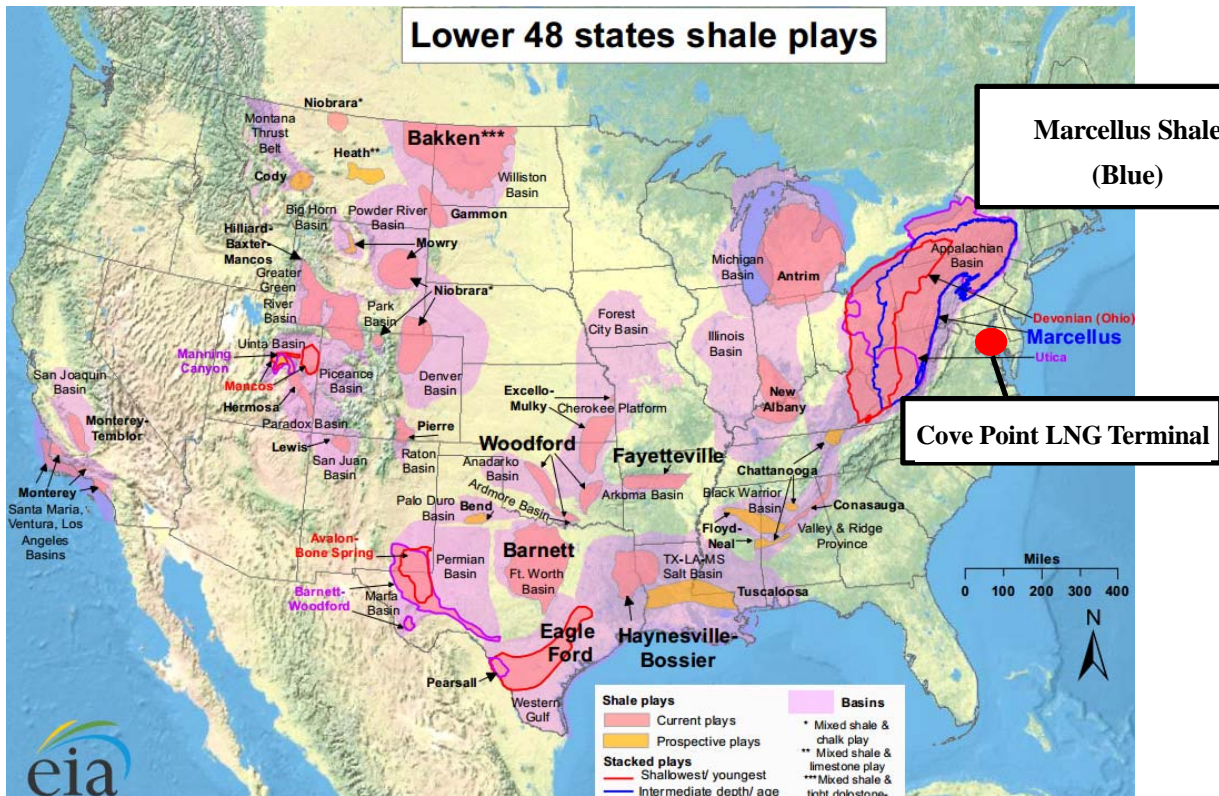 Lower 48 states shale plays
Marcellus Shale
(Blue)
Niobrara*
Montana
Thrust
Belt
Bakken***
Heath**
Cody
Williston
Basin
Big Horn
Basin
Powder River
Basin
Gammon
Hilliard-
Baxter-
Mancos
Mowry
Greater
Green
River
Basin
Niobrara*
Park
Basin
Michigan
Basin
Antrim
Appalachian
Basin
Devonian (Ohio)
Marcellus
Utica
Forest
City Basin
Illinois
Basin
Uinta Basin
Manning
Canyon
San Joaquin
Basin
Mancos
Piceance
Basin
Denver
Basin
Excello-
Mulky
Cherokee Platform
New
Albany
Hermosa
Paradox Basin
Monterey-
Temblor
Pierre
Lewis
San Juan
Basin
Raton
Basin
Woodford
Anadarko
Basin
Fayetteville
Arkoma Basin
Cove Point LNG Terminal
Chattanooga
Black Warrior
Basin
Conasauga
Monterey
Santa Maria,
Ventura, Los
Angeles
Basins
Palo Duro
Basin
Bend
Ardmore Basin
Floyd-
Neal
Valley & Ridge
Province
Avalon-
Bone Spring
Permian
Basin
Barnett
Ft. Worth
Basin
TX-LA-MS
Salt Basin
Tuscaloosa
Barnett-
Woodford
Marfa
Basin
Eagle
Ford
Haynesville-
Bossier
Pearsall
Western
Gulf
Miles
0 100 200 300 400
N
Shale plays
Current plays
Prospective plays
Stacked plays
Shallowest/ youngest
Intermediate depth/ age
Basins
* Mixed shale &
chalk play
** Mixed shale &
limestone play
***Mixed shale &
tight dolostone-
eia